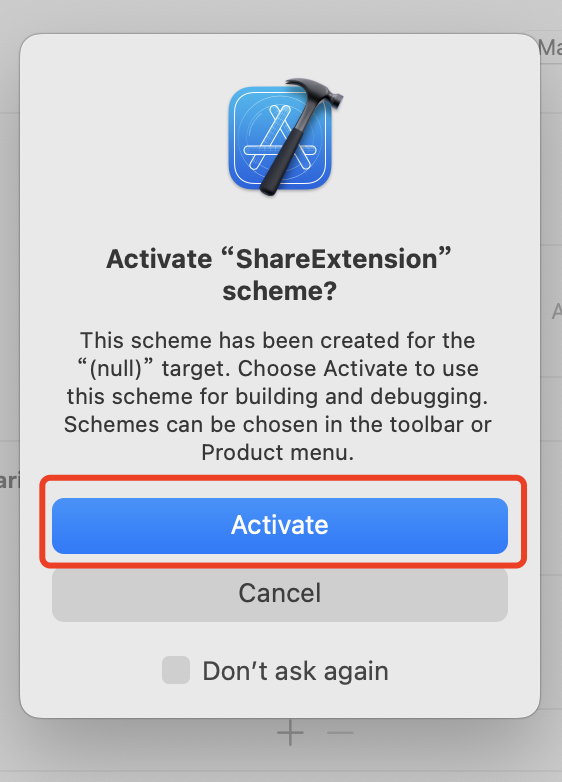 Ma
Activate “ShareExtension”
scheme?
This scheme has been created for the
“(null)” target. Choose Activate to use
this scheme for building and debugging.
Schemes can be chosen in the toolbar or
Product menu.
ari
Activate
Cancel
Don’t ask again